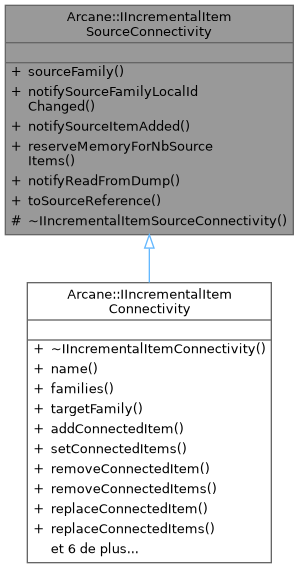 Arcane::IIncrementalItem
SourceConnectivity
+ sourceFamily()
+ notifySourceFamilyLocalId
Changed()
+ notifySourceItemAdded()
+ reserveMemoryForNbSource
Items()
+ notifyReadFromDump()
+ toSourceReference()
# ~IIncrementalItemSourceConnectivity()
Arcane::IIncrementalItem
Connectivity
+ ~IIncrementalItemConnectivity()
+ name()
+ families()
+ targetFamily()
+ addConnectedItem()
+ setConnectedItems()
+ removeConnectedItem()
+ removeConnectedItems()
+ replaceConnectedItem()
+ replaceConnectedItems()
et 6 de plus...